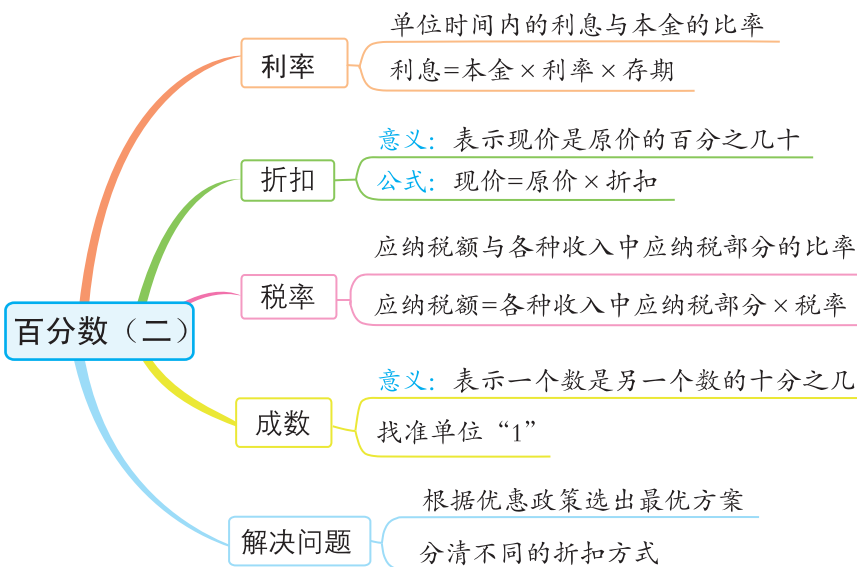 单位时间内的利息与本金的比率
利率
利息=本金×利率×存期
意义：表示现价是原价的百分之几十
折扣
公式：现价=原价×折扣
应纳税额与各种收入中应纳税部分的比率
税率
应纳税额=各种收入中应纳税部分×税率
百分数（二）
意义：表示一个数是另一个数的十分之几
成数
找准单位“1”
根据优惠政策选出最优方案
解决问题
分清不同的折扣方式